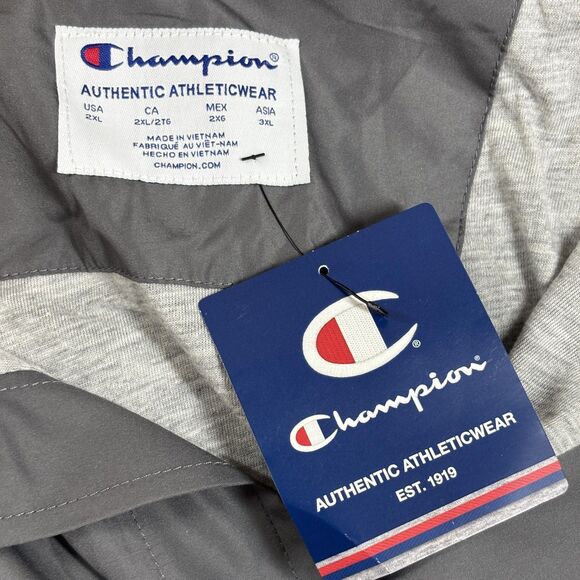 Champion®
AUTHENTIC ATHLETICWEAR
USA CA MEX ASIA
2XL 2XL/2TG 2XG 3XL
MADE IN VIETNAM
FABRIQUÉ AU VIÊT-NAM
HECHO EN VIETNAM
CHAMPION.COM
®
Champion®
AUTHENTIC ATHLETICWEAR
EST. 1919